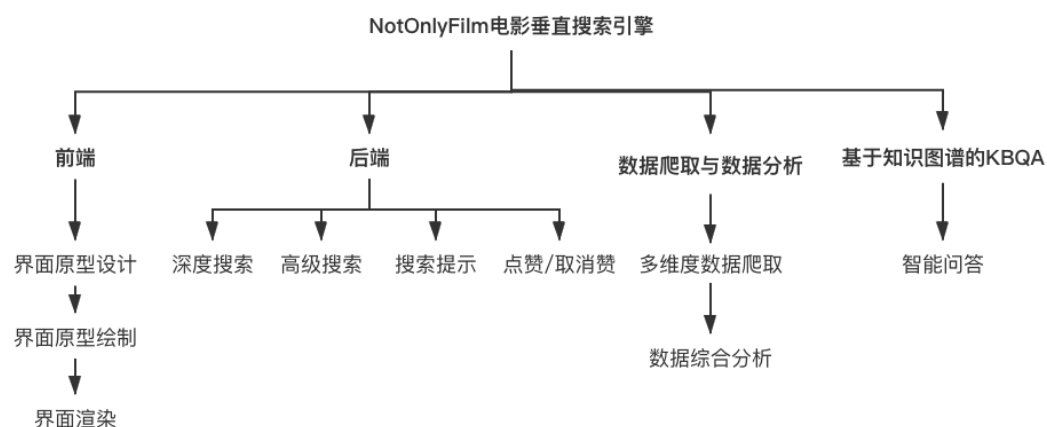 NotOnlyFilm电影垂直搜索引擎
前端
后端
数据爬取与数据分析
基于知识图谱的KBQA
界面原型设计
深度搜索
高级搜索
搜索提示
点赞/取消赞
多维度数据爬取
智能问答
界面原型绘制
数据综合分析
界面渲染